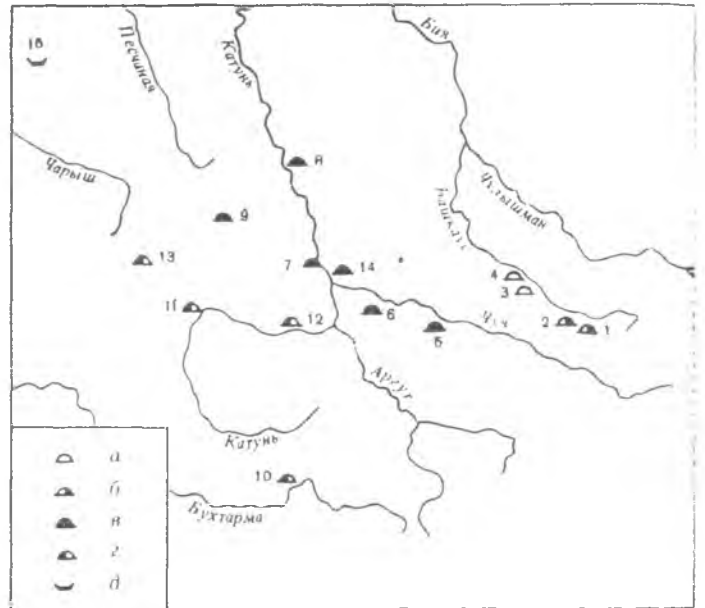 18
Песчаная
Катунь
Бия
Чарыш
8
Чулышман
Башкаус
9
13
7
14
4
3
11
12
6
5
Чуя
2
1
Аргут
Катунь
10
Бухтарма
а
б
в
г
д